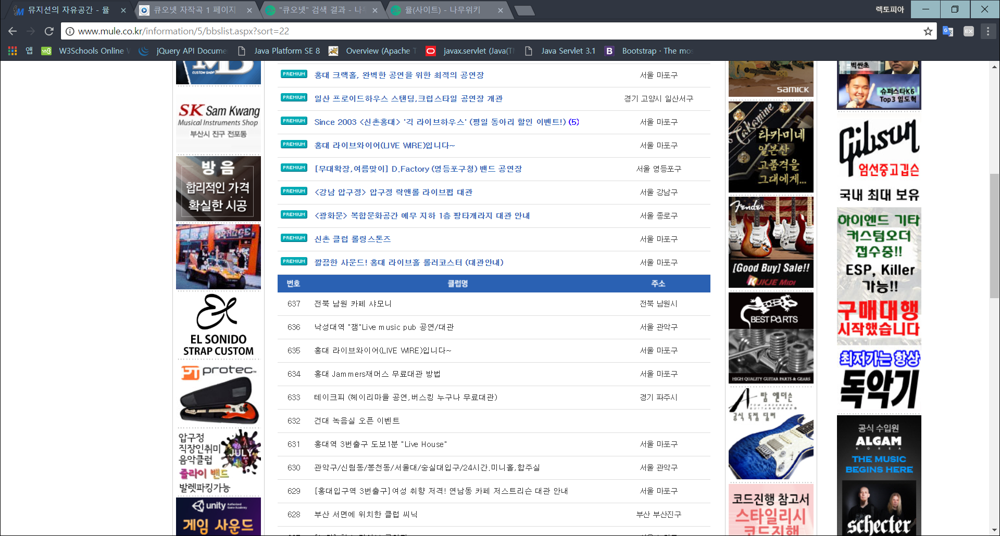 뮤지션의 자유공간 - 뮬
큐오넷 자작곡 1 페이지
"큐오넷" 검색 결과 - 나무
뮬(사이트) - 나무위키
렉토피아
www.mule.co.kr/information/5/bbslist.aspx?sort=22
앱
W3Schools Online
jQuery API Docume
Java Platform SE 8
Overview (Apache T
javax.servlet (Java(T
Java Servlet 3.1
Bootstrap · The mos
CUSTOM SHOP
SK Sam Kwang
Musical Instruments Shop
부산시 진구 전포동
방 음
합리적인 가격
확실한 시공
EL SONIDO
STRAP CUSTOM
protec
압구정
직장인취미
음악클럽
JULY
줄라이 밴드
발렛파킹가능
unity Authorized Game Academy
게임 사운드
PREMIUM 홍대 크랙홀, 완벽한 공연을 위한 최적의 공연장 서울 마포구
PREMIUM 일산 프로이드하우스 스탠딩,크럽스타일 공연장 개관 경기 고양시 일산서구
PREMIUM Since 2003 <신촌홍대> '긱 라이브하우스' (평일 동아리 할인 이벤트!) (5) 서울 마포구
PREMIUM 홍대 라이브와이어(LIVE WIRE)입니다~ 서울 마포구
PREMIUM [무대확장,여름맞이] D.Factory (영등포구청) 밴드 공연장 서울 영등포구
PREMIUM <강남 압구정> 압구정 락앤롤 라이브펍 대관 서울 강남구
PREMIUM <광화문> 복합문화공간 에무 지하 1층 팡타개라지 대관 안내 서울 종로구
PREMIUM 신촌 클럽 롤링스톤즈 서울 마포구
PREMIUM 깔끔한 사운드! 홍대 라이브홀 롤러코스터 (대관안내) 서울 마포구
번호 클럽명 주소
637 전북 남원 카페 샤모니 전북 남원시
636 낙성대역 "잼"Live music pub 공연/대관 서울 관악구
635 홍대 라이브와이어(LIVE WIRE)입니다~ 서울 마포구
634 홍대 Jammers재머스 무료대관 방법 서울 마포구
633 테이크피 (헤이리마을 공연,버스킹 누구나 무료대관) 경기 파주시
632 건대 녹음실 오픈 이벤트
631 홍대역 3번출구 도보1분 "Live House" 서울 마포구
630 관악구/신림동/봉천동/서울대/숭실대입구/24시간.미니홀,합주실 서울 관악구
629 [홍대입구역 3번출구]여성 취향 저격! 연남동 카페 저스트리슨 대관 안내 서울 마포구
628 부산 서면에 위치한 클럽 씨닉 부산 부산진구
samick
Takamine
타카미네
일본산
고품격을
그대에게...
Fender
[Good Buy] Sale!!
KUKJE MIDI
BEST PARTS
HIGH QUALITY GUITAR PARTS & GEARS
탐 앤더슨
TOM ANDERSON GUITARWORKS
공식 독점 딜러
코드진행 참고서
스타일리시
코드진행
빅싼초
슈퍼스타K6
Top3 임도혁
Gibson
엄선중고깁슨
국내 최대 보유
하이엔드 기타
커스텀오더
접수중!!
ESP, Killer
가능!!
구매대행
시작했습니다
최저가는 항상
독악기
공식 수입원
ALGAM
KOREA
THE MUSIC
BEGINS HERE
schecter